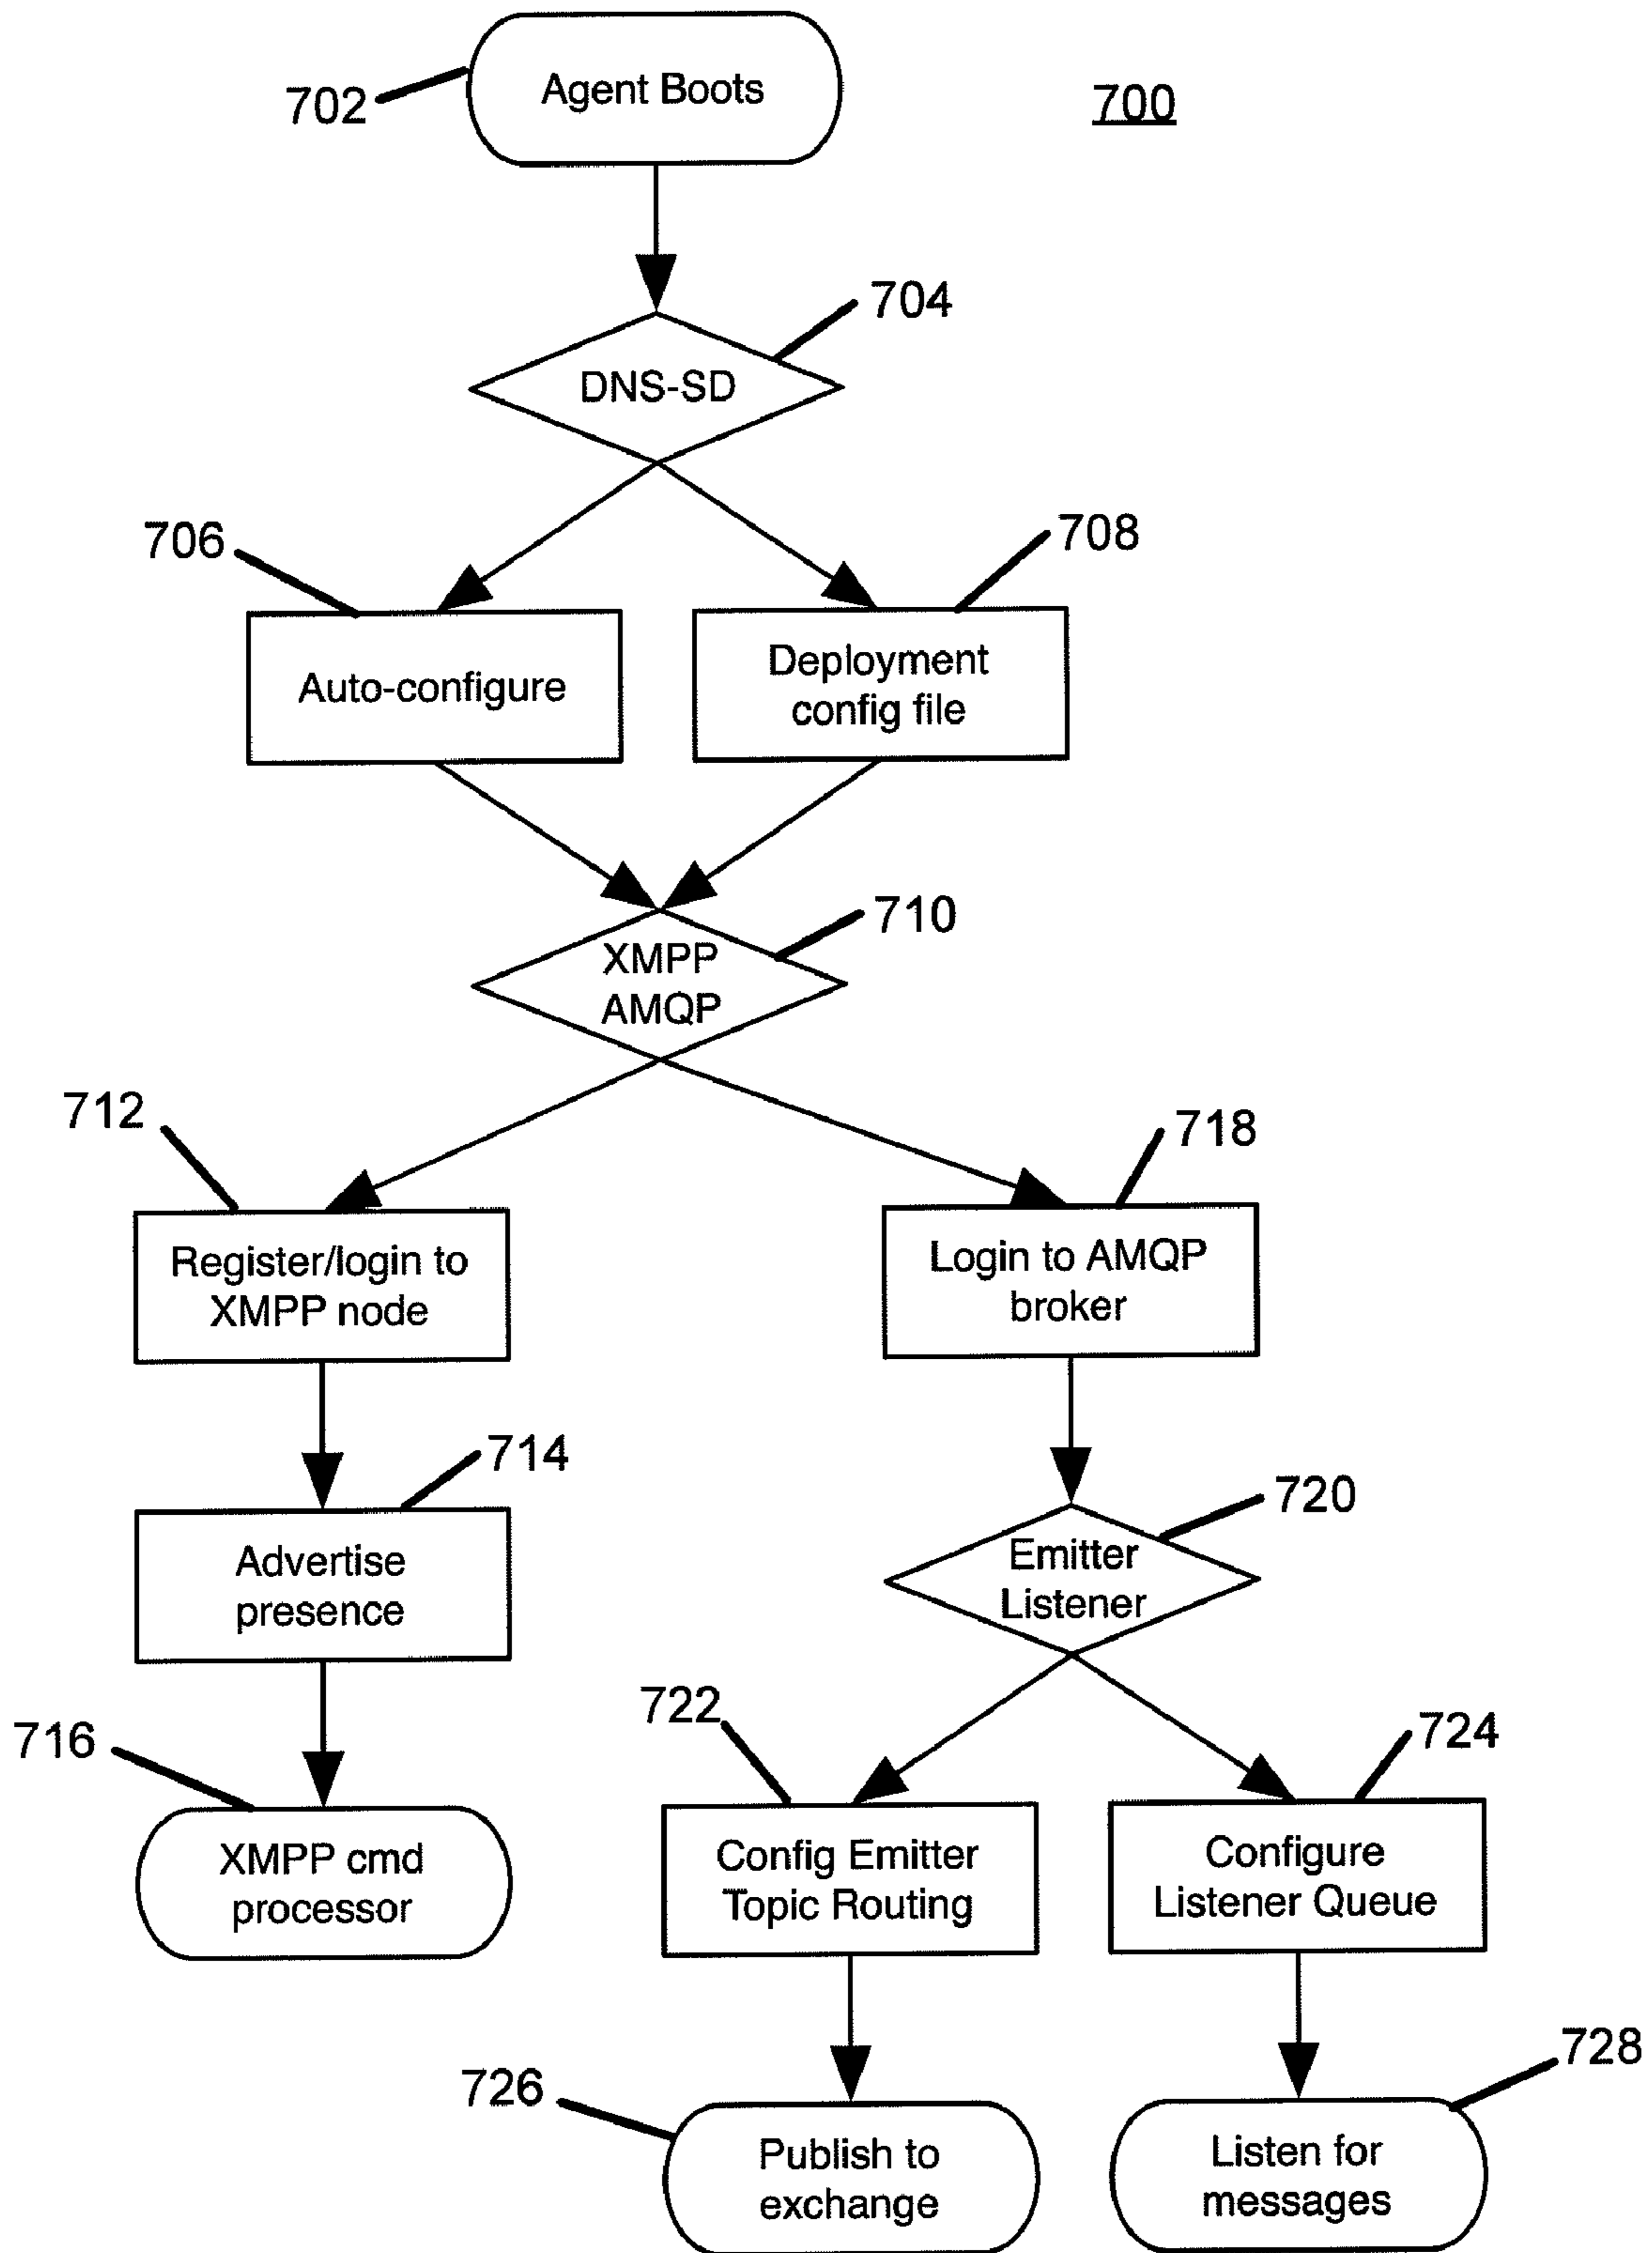 702
Agent Boots
700
704
DNS-SD
706
708
Auto-configure
Deployment
config file
710
XMPP
AMQP
712
718
Register/login to
XMPP node
Login to AMQP
broker
714
720
Advertise
presence
Emitter
Listener
716
722
724
XMPP cmd
processor
Config Emitter
Topic Routing
Configure
Listener Queue
726
728
Publish to
exchange
Listen for
messages